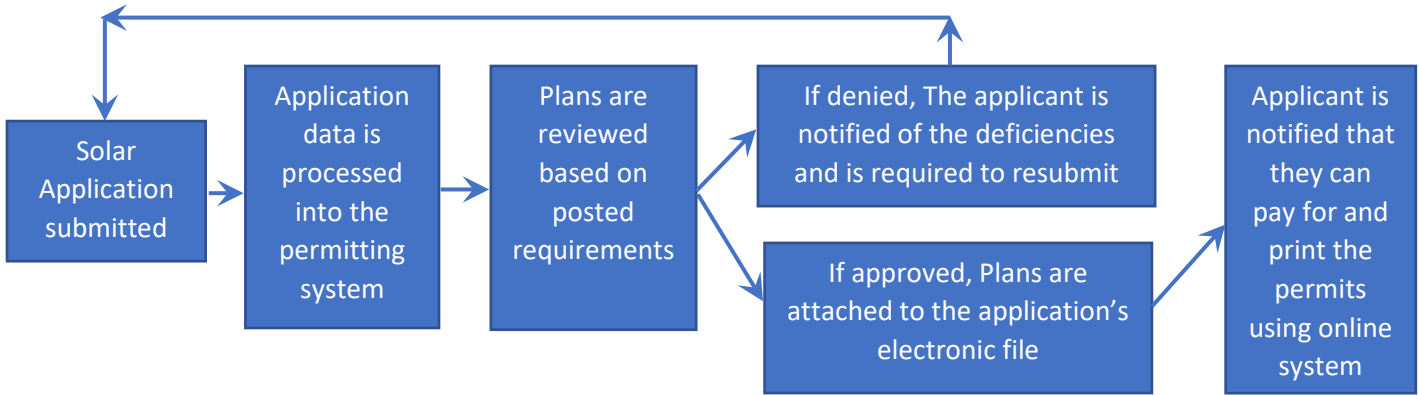 Solar
Application
submitted
Application
data is
processed
into the
permitting
system
Plans are
reviewed
based on
posted
requirements
If denied, The applicant is
notified of the deficiencies
and is required to resubmit
If approved, Plans are
attached to the application’s
electronic file
Applicant is
notified that
they can
pay for and
print the
permits
using online
system